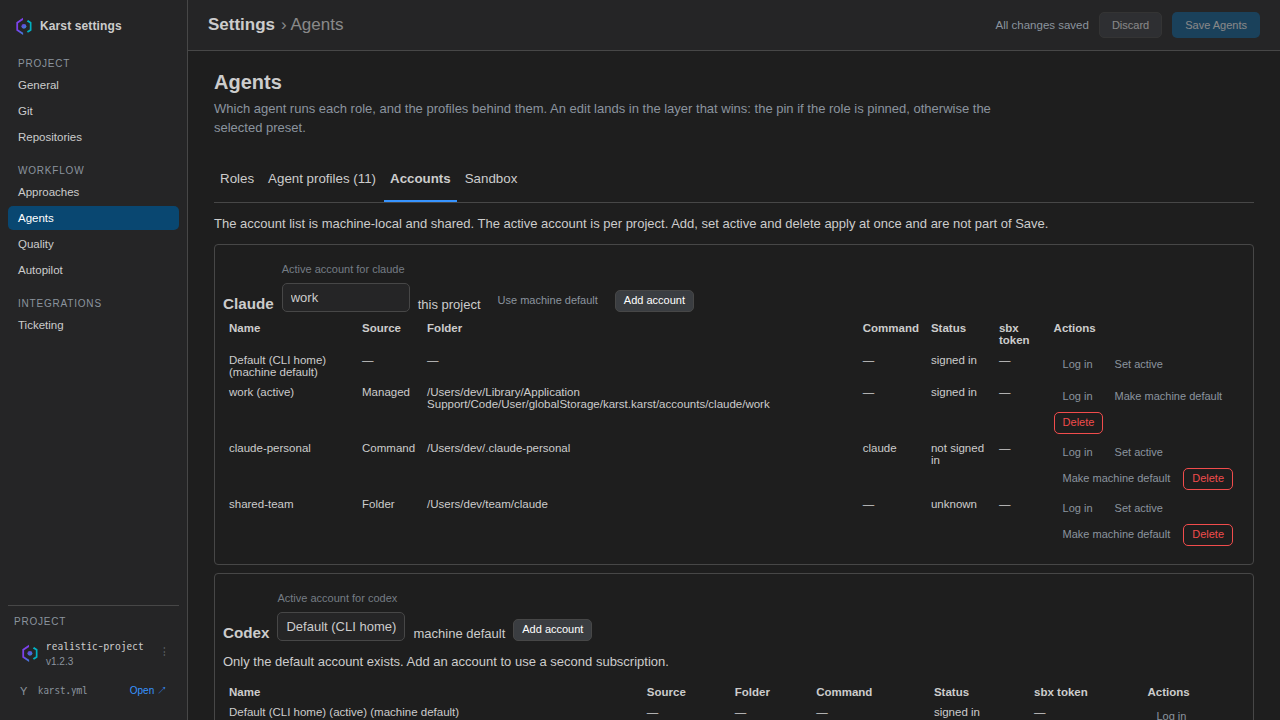 Karst settings
PROJECT
General
Git
Repositories
WORKFLOW
Approaches
Agents
Quality
Autopilot
INTEGRATIONS
Ticketing
PROJECT
realistic-project
v1.2.3
karst.yml
Open ↗
Settings › Agents
All changes saved
Discard
Save Agents
Agents
Which agent runs each role, and the profiles behind them. An edit lands in the layer that wins: the pin if the role is pinned, otherwise the
selected preset.
Roles Agent profiles (11) Accounts Sandbox
The account list is machine-local and shared. The active account is per project. Add, set active and delete apply at once and are not part of Save.
Active account for claude
Claude work this project Use machine default Add account
Name Source Folder Command Status sbx token Actions
Default (CLI home) (machine default) — — — signed in — Log in Set active
work (active) Managed /Users/dev/Library/Application Support/Code/User/globalStorage/karst.karst/accounts/claude/work — signed in — Log in Make machine default
Delete
claude-personal Command /Users/dev/.claude-personal claude not signed in — Log in Set active
Make machine default Delete
shared-team Folder /Users/dev/team/claude — unknown — Log in Set active
Make machine default Delete
Active account for codex
Codex Default (CLI home) machine default Add account
Only the default account exists. Add an account to use a second subscription.
Name Source Folder Command Status sbx token Actions
Default (CLI home) (active) (machine default) — — — signed in — Log in